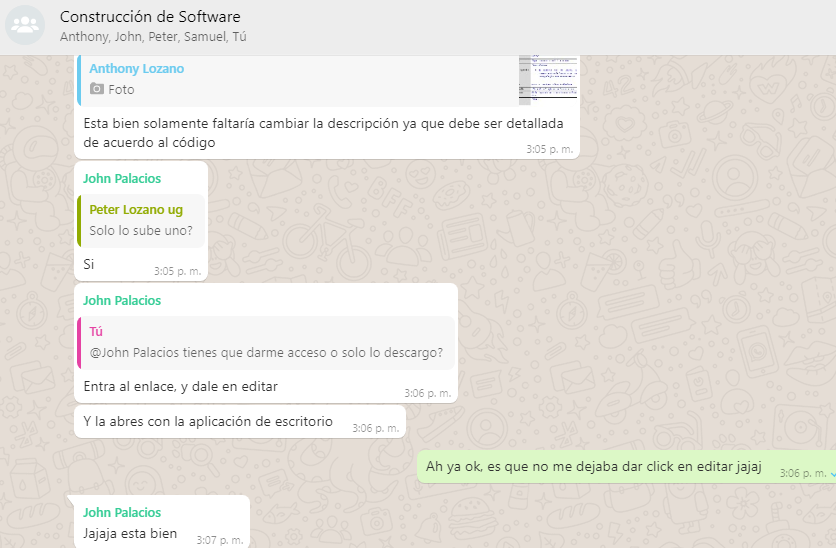 Construcción de Software
Anthony, John, Peter, Samuel, Tú
Anthony Lozano
Foto
Esta bien solamente faltaría cambiar la descripción ya que debe ser detallada
de acuerdo al código
3:05 p. m.
John Palacios
Peter Lozano ug
Solo lo sube uno?
Si
3:05 p. m.
John Palacios
Tú
@John Palacios tienes que darme acceso o solo lo descargo?
Entra al enlace, y dale en editar
3:06 p. m.
Y la abres con la aplicación de escritorio
3:06 p. m.
Ah ya ok, es que no me dejaba dar click en editar jajaj
3:06 p. m.
John Palacios
Jajaja esta bien
3:07 p. m.